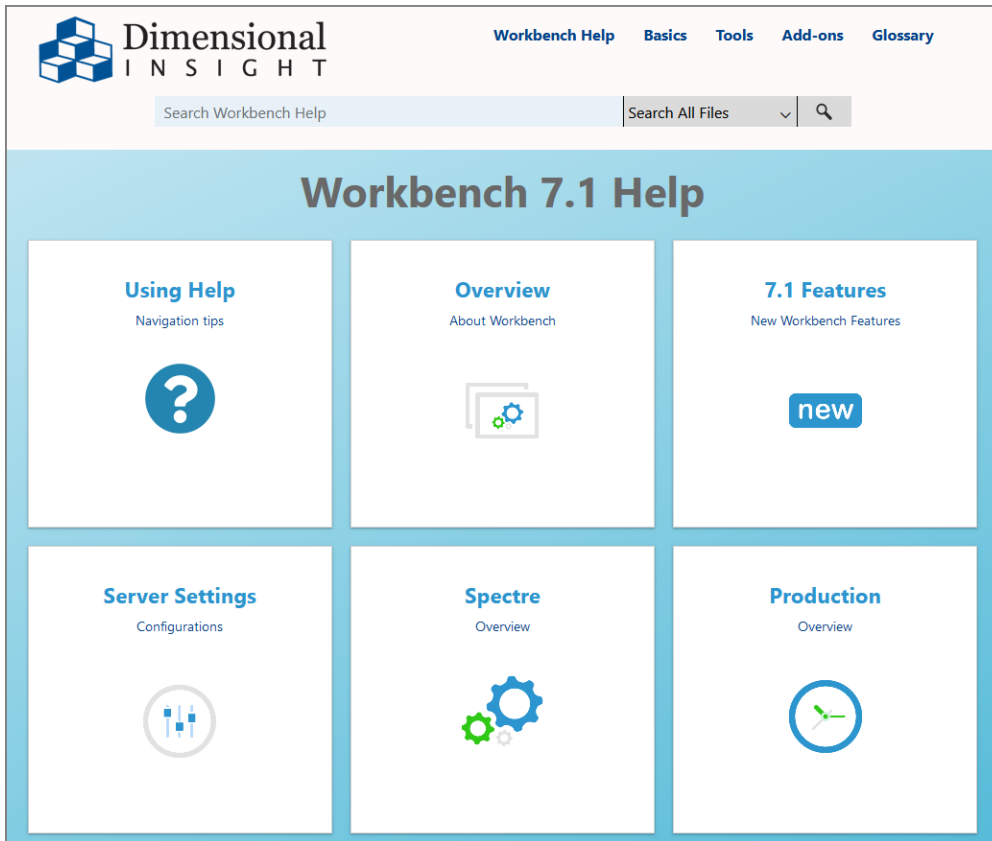 Dimensional
INSIGHT
Workbench Help Basics Tools Add-ons Glossary
Search Workbench Help
Search All Files
Workbench 7.1 Help
Using Help
Navigation tips
?
Overview
About Workbench
7.1 Features
New Workbench Features
new
Server Settings
Configurations
Spectre
Overview
Production
Overview